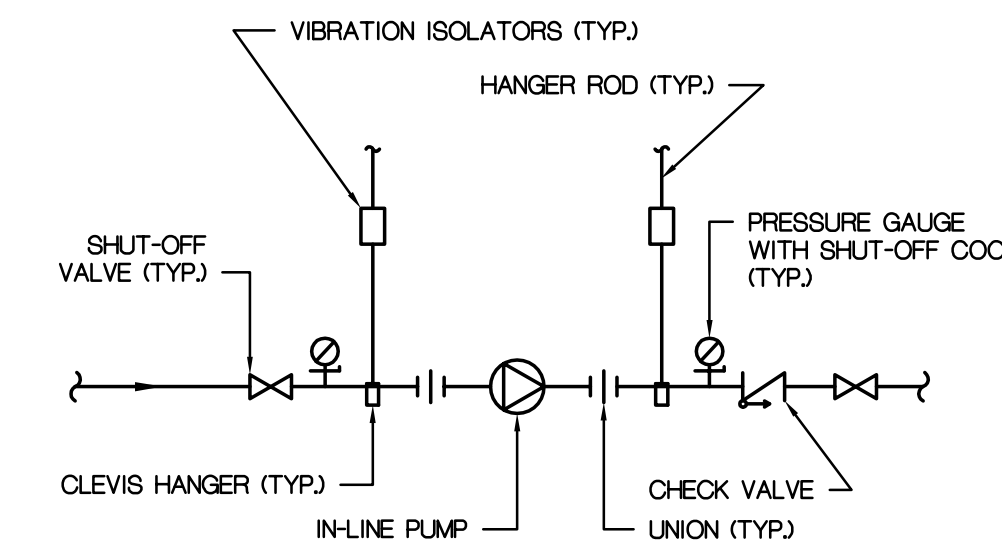 VIBRATION ISOLATORS (TYP.)
HANGER ROD (TYP.)
SHUT-OFF
VALVE (TYP.)
PRESSURE GAUGE
WITH SHUT-OFF
(TYP.)
CLEVIS HANGER (TYP.)
CHECK VALVE
IN-LINE PUMP
UNION (TYP.)